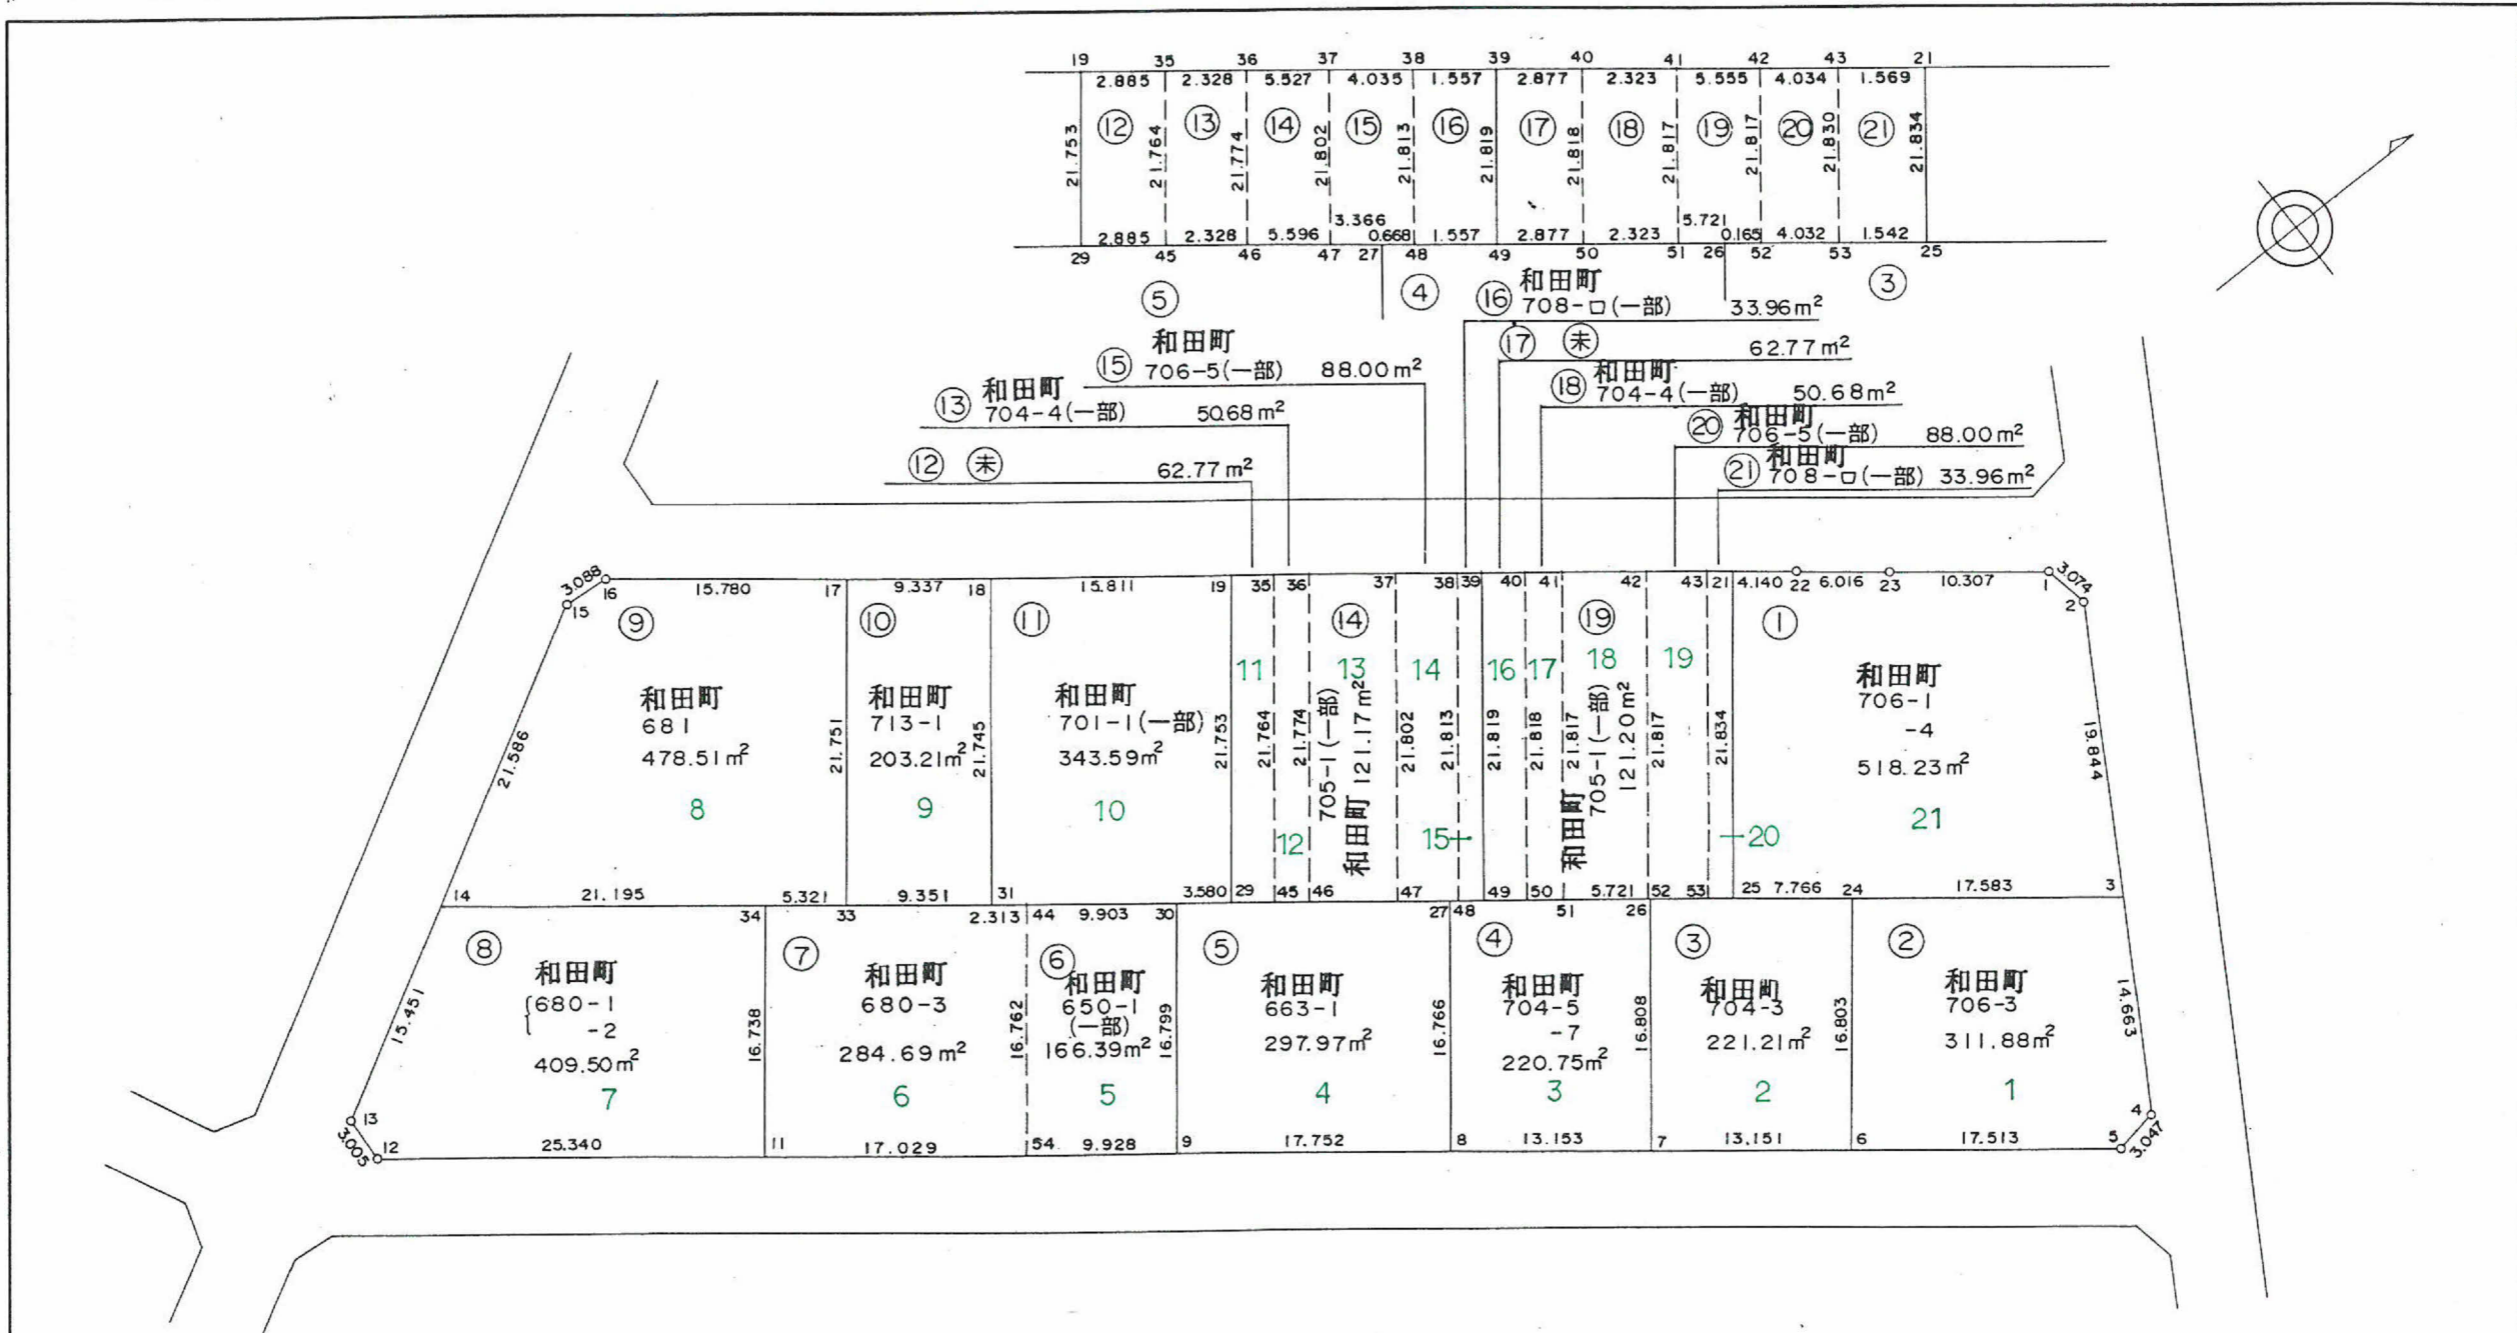 19 35 36 37 38 39 40 41 42 43 21
2.885 2.328 5.527 4.035 1.557 2.877 2.323 5.555 4.034 1.569
⑫ ⑬ ⑭ ⑮ ⑯ ⑰ ⑱ ⑲ ⑳ ㉑
21.753 21.764 21.774 21.802 21.813 21.819 21.818 21.817 21.817 21.830 21.834
3.366 5.721
2.885 2.328 5.596 0.668 1.557 2.877 2.323 0.165 4.032 1.542
29 45 46 47 27 48 49 50 51 26 52 53 25
⑤ ④ ③
⑯ 和田町
708-ロ(一部) 33.96m²
⑰ 未 62.77m²
⑮ 和田町
706-5(一部) 88.00m²
⑱ 和田町
704-4(一部) 50.68m²
⑬ 和田町
704-4(一部) 50.68m²
⑳ 和田町
706-5(一部) 88.00m²
⑫ 未 62.77m²
㉑ 和田町
708-ロ(一部) 33.96m²
3.088 16 15.780 17 9.337 18 15.811 19 35 36 37 38 39 40 41 42 43 21 4.140 22 6.016 23 10.307 1 3.074
15 2
⑨
和田町
681
478.51m²
8
21.586
21.751
⑩
和田町
713-1
203.21m²
9
21.745
⑪
和田町
701-1(一部)
343.59m²
10
21.753
11
21.764
12
21.774
⑭
13
和田町
705-1(一部)
121.17m²
21.802
14
21.813
15
21.819
16
21.818
17
21.817
⑲
18
和田町
705-1(一部)
121.20m²
21.817
19
21.834
20
①
和田町
706-1
-4
518.23m²
21
19.844
14 21.195 5.321 9.351 31 3.580 29 45 46 47 49 50 5.721 52 53 25 7.766 24 17.583 3
34 33 2.313 44 9.903 30 27 48 51 26
⑧
和田町
680-1
-2
409.50m²
7
15.451
16.738
⑦
和田町
680-3
284.69m²
6
16.762
⑥
和田町
650-1
(一部)
166.39m²
5
16.799
⑤
和田町
663-1
297.97m²
4
16.766
④
和田町
704-5
-7
220.75m²
3
16.808
③
和田町
704-3
221.21m²
2
16.803
②
和田町
706-3
311.88m²
1
14.663
13 4
3.005 12 25.340 11 17.029 54 9.928 9 17.752 8 13.153 7 13.151 6 17.513 5 3.047